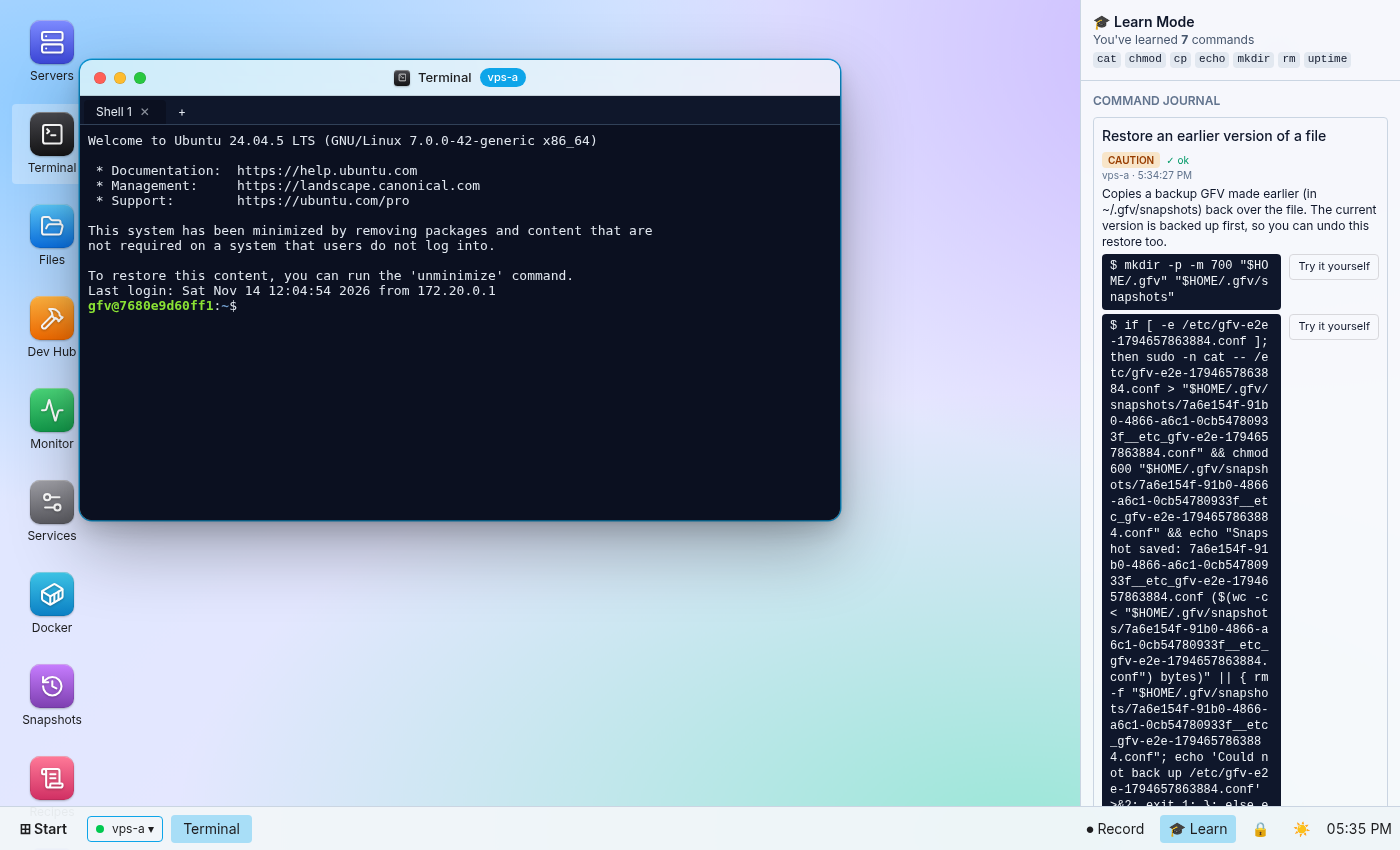 Servers
Terminal
Files
Dev Hub
Monitor
Services
Docker
Snapshots
Terminal vps-a
Shell 1 ✕ +
Welcome to Ubuntu 24.04.5 LTS (GNU/Linux 7.0.0-42-generic x86_64)
* Documentation: https://help.ubuntu.com
* Management: https://landscape.canonical.com
* Support: https://ubuntu.com/pro
This system has been minimized by removing packages and content that are
not required on a system that users do not log into.
To restore this content, you can run the 'unminimize' command.
Last login: Sat Nov 14 12:04:54 2026 from 172.20.0.1
gfv@7680e9d60ff1:~$
🎓 Learn Mode
You've learned 7 commands
cat chmod cp echo mkdir rm uptime
COMMAND JOURNAL
Restore an earlier version of a file
CAUTION ✓ ok
vps-a · 5:34:27 PM
Copies a backup GFV made earlier (in
~/.gfv/snapshots) back over the file. The current
version is backed up first, so you can undo this
restore too.
$ mkdir -p -m 700 "$HO
ME/.gfv" "$HOME/.gfv/s
napshots"
Try it yourself
$ if [ -e /etc/gfv-e2e
-1794657863884.conf ];
then sudo -n cat -- /e
tc/gfv-e2e-17946578638
84.conf > "$HOME/.gfv/
snapshots/7a6e154f-91b
0-4866-a6c1-0cb5478093
3f__etc_gfv-e2e-179465
7863884.conf" && chmod
600 "$HOME/.gfv/snapsh
ots/7a6e154f-91b0-4866
-a6c1-0cb54780933f__et
c_gfv-e2e-179465786388
4.conf" && echo "Snaps
hot saved: 7a6e154f-91
b0-4866-a6c1-0cb547809
33f__etc_gfv-e2e-17946
57863884.conf ($(wc -c
< "$HOME/.gfv/snapshot
s/7a6e154f-91b0-4866-a
6c1-0cb54780933f__etc_
gfv-e2e-1794657863884.
conf") bytes)" || { rm
-f "$HOME/.gfv/snapsho
ts/7a6e154f-91b0-4866-
a6c1-0cb54780933f__etc
_gfv-e2e-179465786388
4.conf"; echo 'Could n
ot back up /etc/gfv-e2
e-1794657863884.conf'
>&2; exit 1; }; else e
Try it yourself
⊞ Start
vps-a ▾
Terminal
● Record
🎓 Learn
05:35 PM